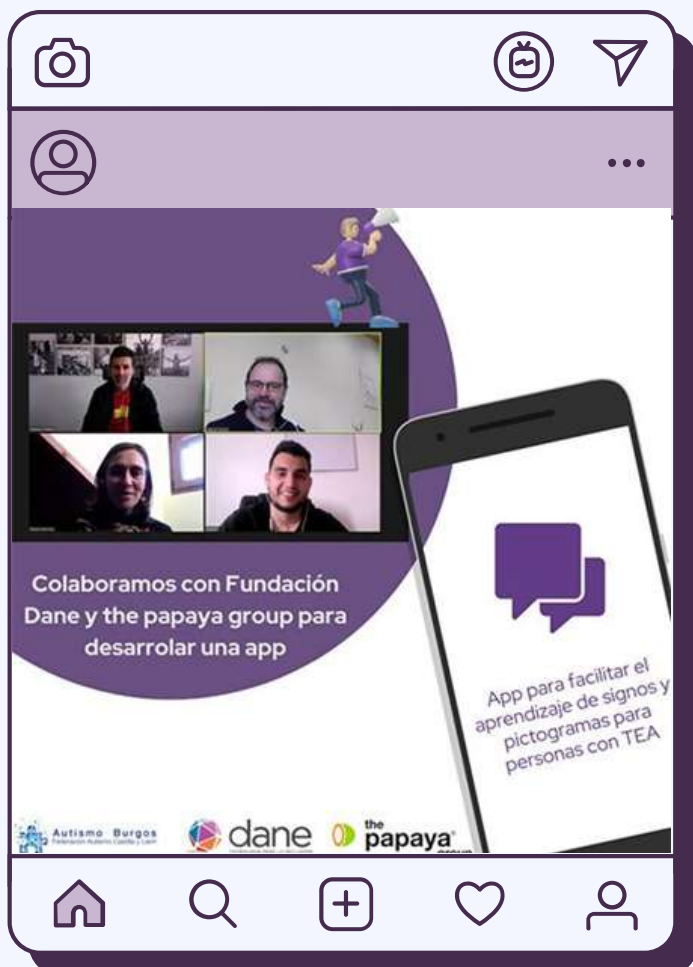 Colaboramos con Fundación
Dane y the papaya group para
desarrolar una app
App para facilitar el
aprendizaje de signos y
pictogramas para
personas con TEA
Autismo Burgos
Federación Autismo Castilla y León
dane
the
papaya®
group